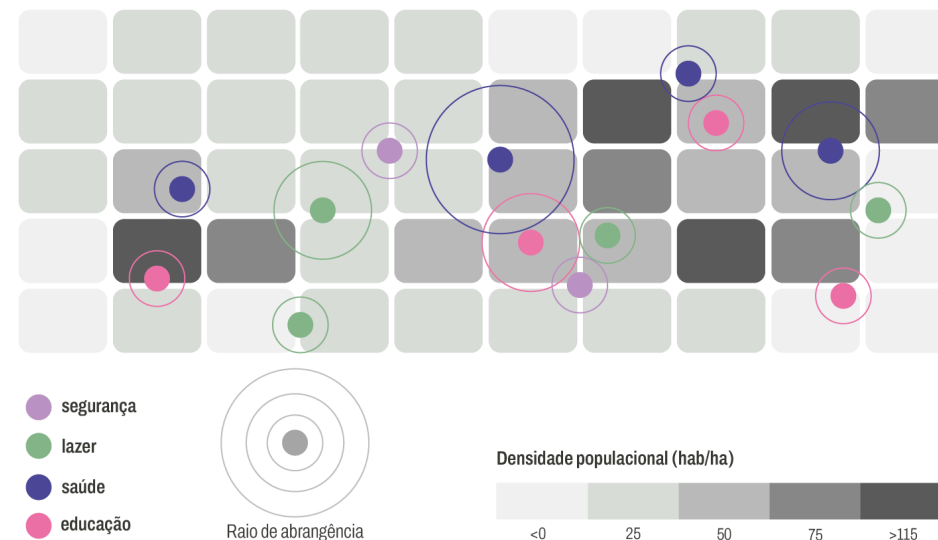 segurança
lazer
saúde
educação
Raio de abrangência
Densidade populacional (hab/ha)
<0 25 50 75 >115